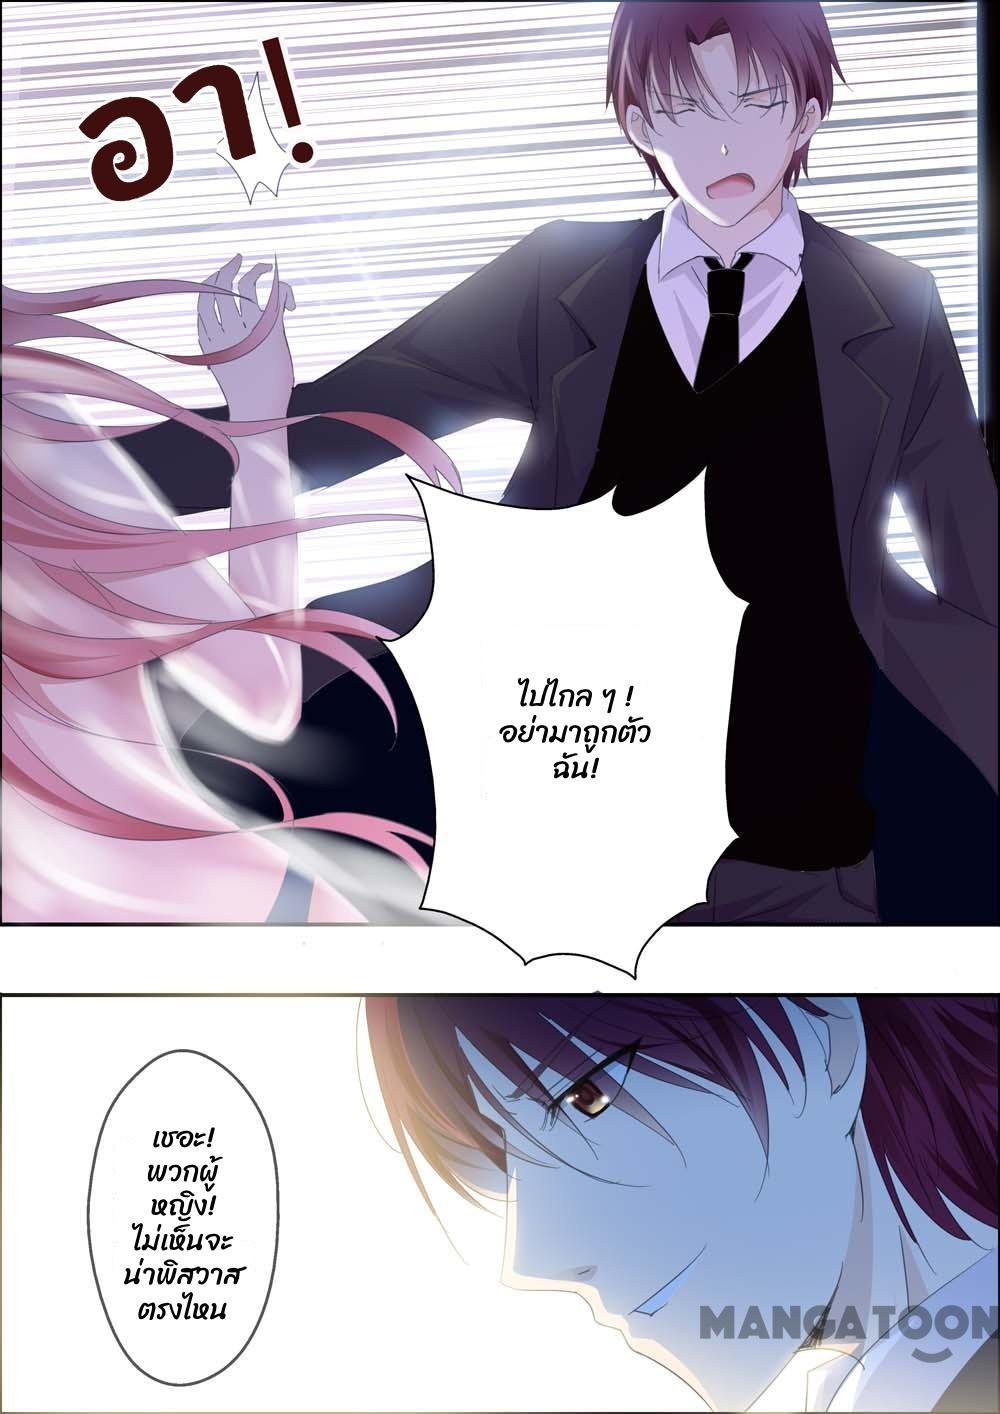 อา!
ไปไกล ๆ !
อย่ามาถูกตัว
ฉัน!
เชอะ!
พวกผู้
หญิง!
ไม่เห็นจะ
น่าพิสวาส
ตรงไหน
MANGATOON